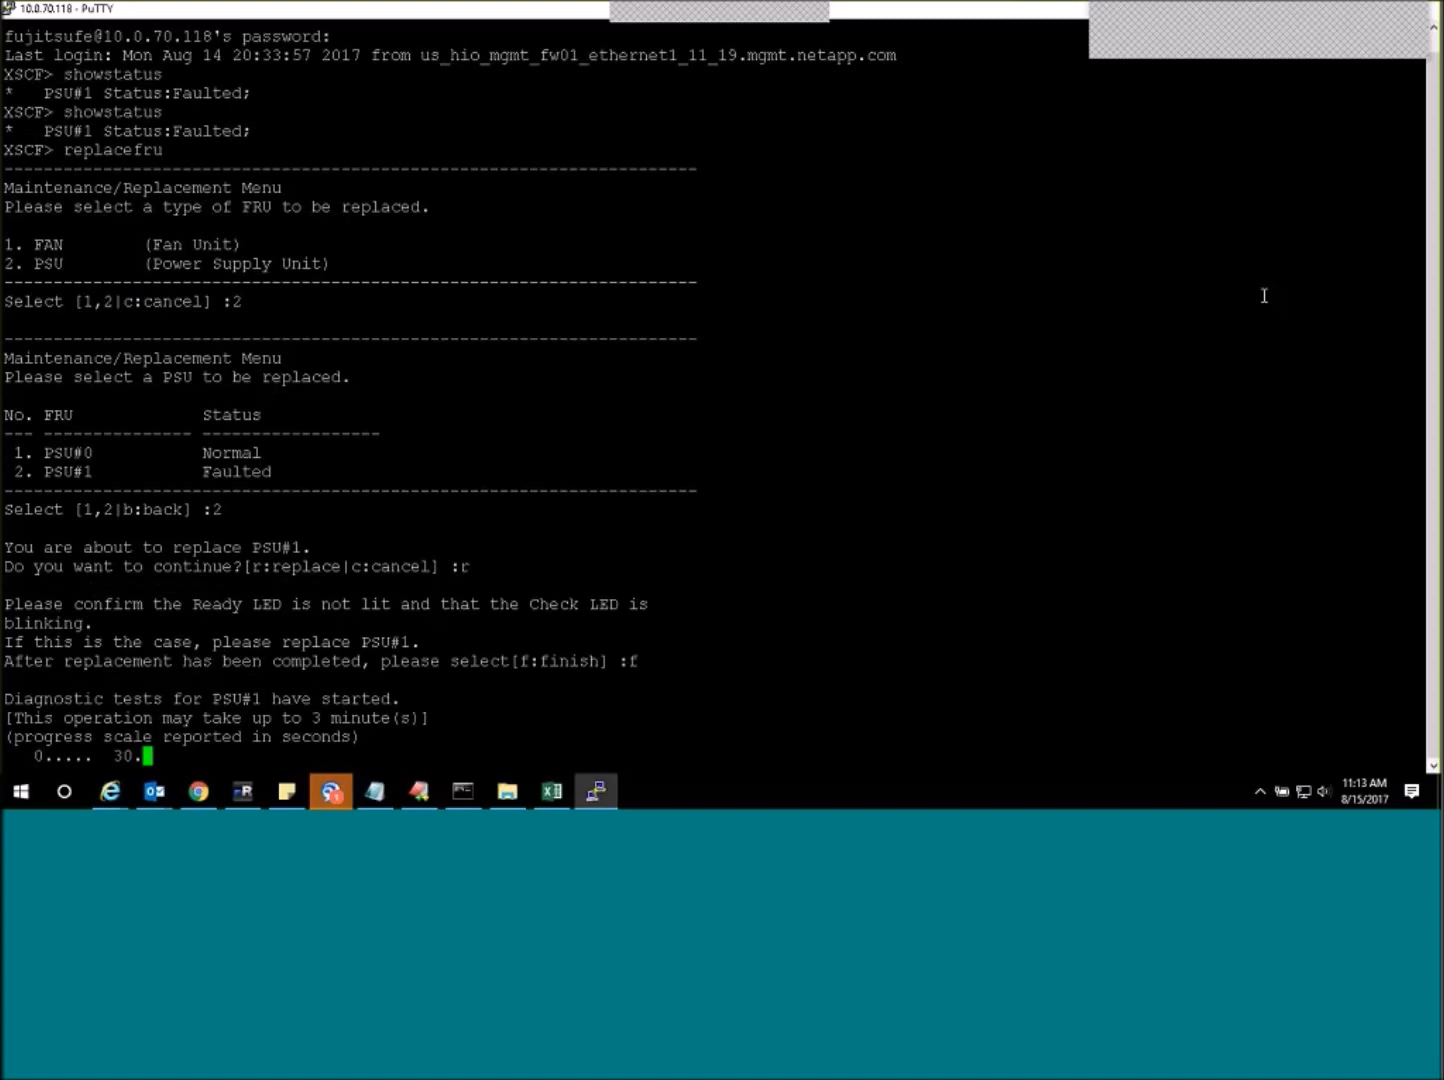 10.0.70.118 - PuTTY
fujitsufe@10.0.70.118's password:
Last login: Mon Aug 14 20:33:57 2017 from us_hio_mgmt_fw01_ethernet1_11_19.mgmt.netapp.com
XSCF> showstatus
*   PSU#1 Status:Faulted;
XSCF> showstatus
*   PSU#1 Status:Faulted;
XSCF> replacefru
----------------------------------------------------------------------
Maintenance/Replacement Menu
Please select a type of FRU to be replaced.
1. FAN        (Fan Unit)
2. PSU        (Power Supply Unit)
----------------------------------------------------------------------
Select [1,2|c:cancel] :2
----------------------------------------------------------------------
Maintenance/Replacement Menu
Please select a PSU to be replaced.
No. FRU             Status
--- --------------- ------------------
 1. PSU#0           Normal
 2. PSU#1           Faulted
----------------------------------------------------------------------
Select [1,2|b:back] :2
You are about to replace PSU#1.
Do you want to continue?[r:replace|c:cancel] :r
Please confirm the Ready LED is not lit and that the Check LED is
blinking.
If this is the case, please replace PSU#1.
After replacement has been completed, please select[f:finish] :f
Diagnostic tests for PSU#1 have started.
[This operation may take up to 3 minute(s)]
(progress scale reported in seconds)
   0.....  30.
11:13 AM
8/15/2017